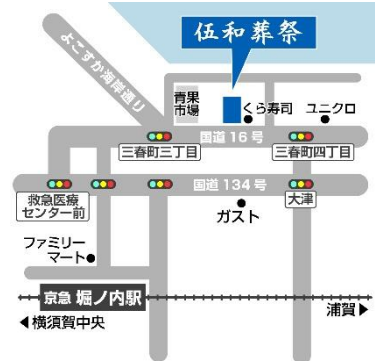 伍和葬祭
よこすか海岸通り
青果
市場
くら寿司
ユニクロ
国道16号
三春町三丁目
三春町四丁目
国道134号
救急医療
センター前
ガスト
大津
ファミリー
マート
京急 堀ノ内駅
浦賀▶
◀横須賀中央